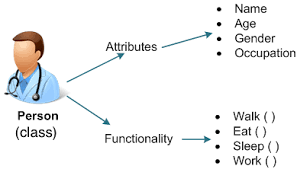 Person
(class)
Attributes
• Name
• Age
• Gender
• Occupation
Functionality
• Walk ( )
• Eat ( )
• Sleep ( )
• Work ( )